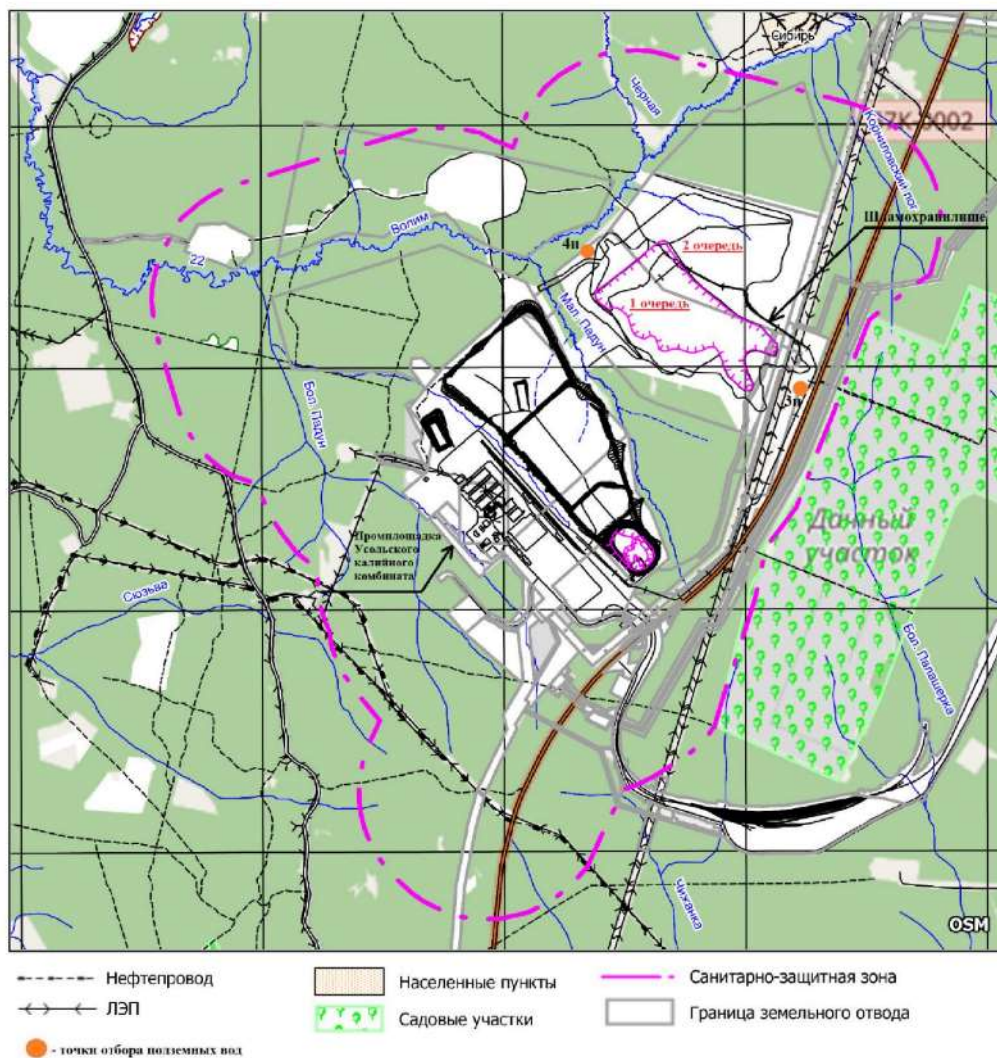 Сибирь
Черная
57К-0002
Корниловский лог
Шламохранилище
4п
2 очередь
Волим
22
1 очередь
Мал. Падун
Бол. Падун
3п
Данный
участок
Промплощадка
Усольского
калийного
комбината
Сюзьва
Бол. Палашерка
Чижанка
OSM
Нефтепровод
Населенные пункты
Санитарно-защитная зона
ЛЭП
Садовые участки
Граница земельного отвода
- точки отбора подземных вод